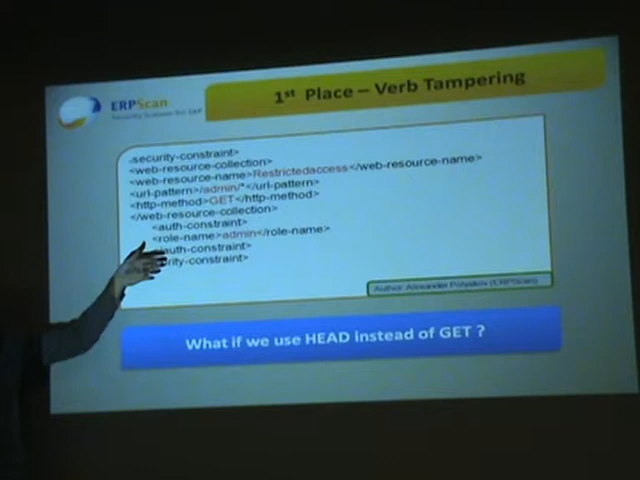 ERPScan
Security Scanner for SAP
1st Place – Verb Tampering
-security-constraint>
<web-resource-collection>
<web-resource-name>Restrictedaccess</web-resource-name>
<url-pattern>/admin/*</url-pattern>
<http-method>GET</http-method>
</web-resource-collection>
<auth-constraint>
<role-name>admin</role-name>
/auth-constraint>
rity-constraint>
Author: Alexander Polyakov (ERPScan)
What if we use HEAD instead of GET ?